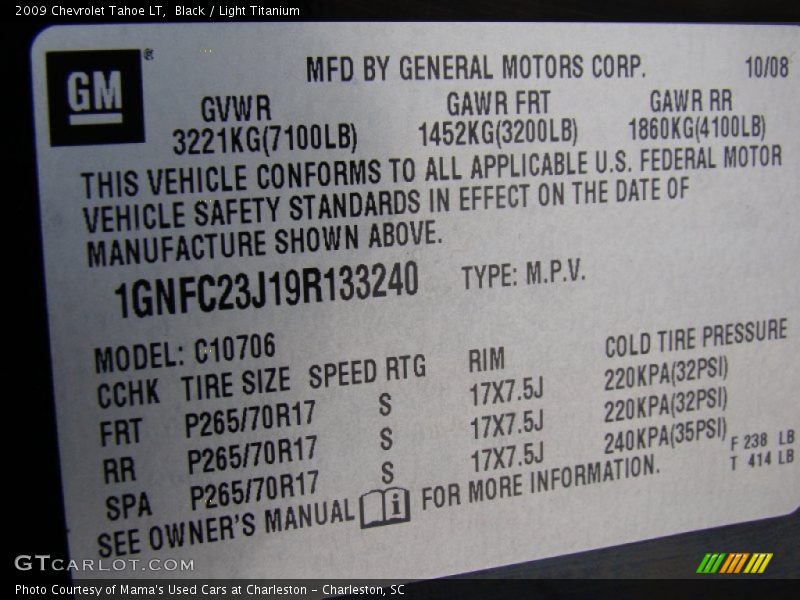 2009 Chevrolet Tahoe LT, Black / Light Titanium
GM ®
MFD BY GENERAL MOTORS CORP. 10/08
GVWR GAWR FRT GAWR RR
3221KG(7100LB) 1452KG(3200LB) 1860KG(4100LB)
THIS VEHICLE CONFORMS TO ALL APPLICABLE U.S. FEDERAL MOTOR
VEHICLE SAFETY STANDARDS IN EFFECT ON THE DATE OF
MANUFACTURE SHOWN ABOVE.
1GNFC23J19R133240 TYPE: M.P.V.
MODEL: C10706
CCHK TIRE SIZE SPEED RTG RIM COLD TIRE PRESSURE
FRT P265/70R17 S 17X7.5J 220KPA(32PSI)
RR P265/70R17 S 17X7.5J 220KPA(32PSI)
SPA P265/70R17 S 17X7.5J 240KPA(35PSI) F 238 LB
T 414 LB
SEE OWNER'S MANUAL i FOR MORE INFORMATION.
GTCARLOT.COM
Photo Courtesy of Mama's Used Cars at Charleston - Charleston, SC